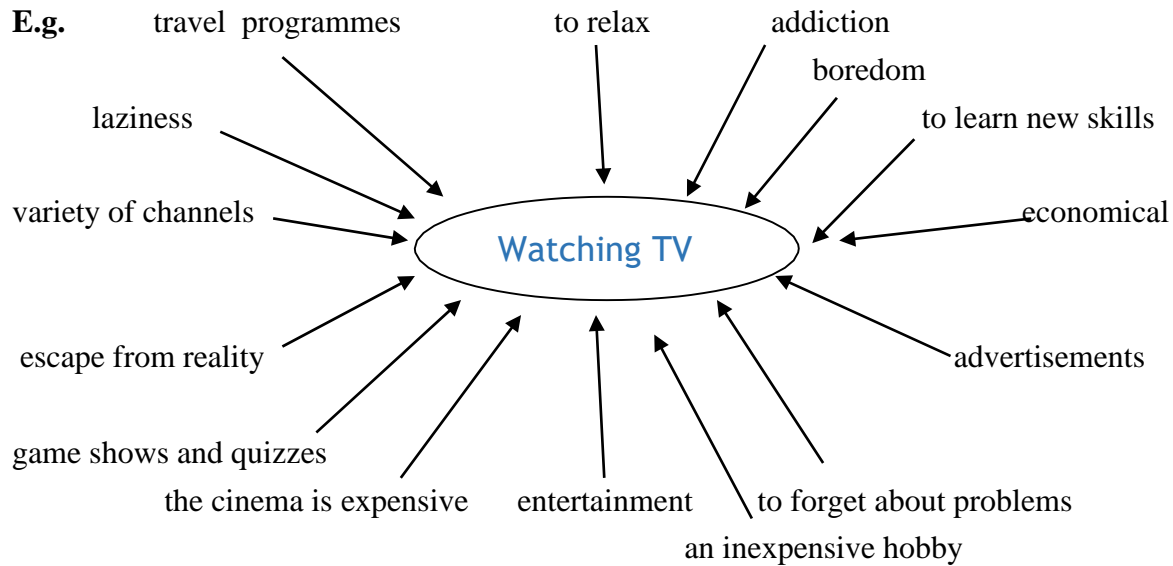 E.g. travel programmes to relax addiction
boredom
laziness to learn new skills
variety of channels economical
Watching TV
escape from reality advertisements
game shows and quizzes
the cinema is expensive entertainment to forget about problems
an inexpensive hobby